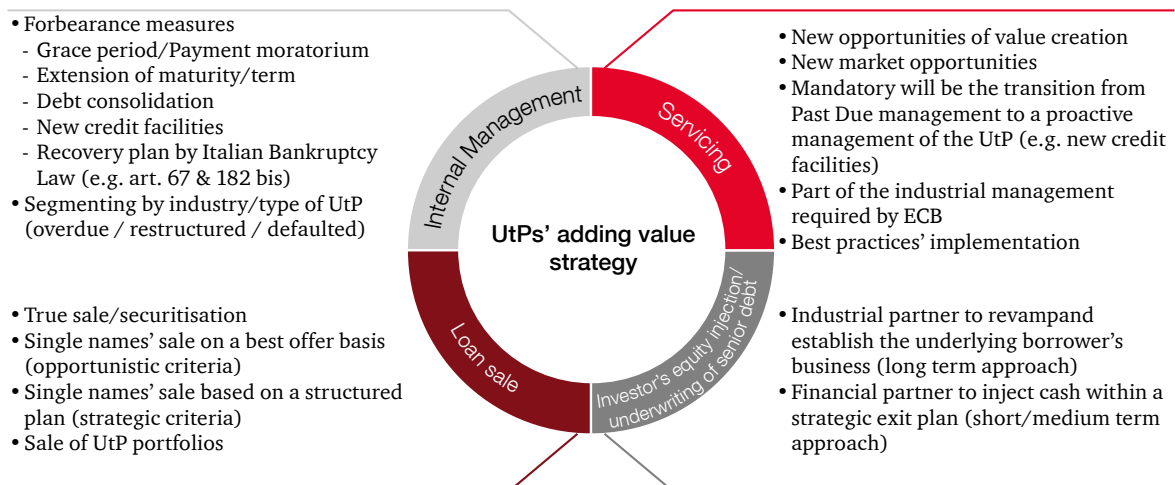 • Forbearance measures
- Grace period/Payment moratorium
- Extension of maturity/term
- Debt consolidation
- New credit facilities
- Recovery plan by Italian Bankruptcy
Law (e.g. art. 67 & 182 bis)
• Segmenting by industry/type of UtP
(overdue / restructured / defaulted)
Internal Management
Servicing
• New opportunities of value creation
• New market opportunities
• Mandatory will be the transition from
Past Due management to a proactive
management of the UtP (e.g. new credit
facilities)
• Part of the industrial management
required by ECB
• Best practices’ implementation
UtPs’ adding value
strategy
• True sale/securitisation
• Single names’ sale on a best offer basis
(opportunistic criteria)
• Single names’ sale based on a structured
plan (strategic criteria)
• Sale of UtP portfolios
Loan sale
Investor’s equity injection/
underwriting of senior debt
• Industrial partner to revampand
establish the underlying borrower’s
business (long term approach)
• Financial partner to inject cash within a
strategic exit plan (short/medium term
approach)